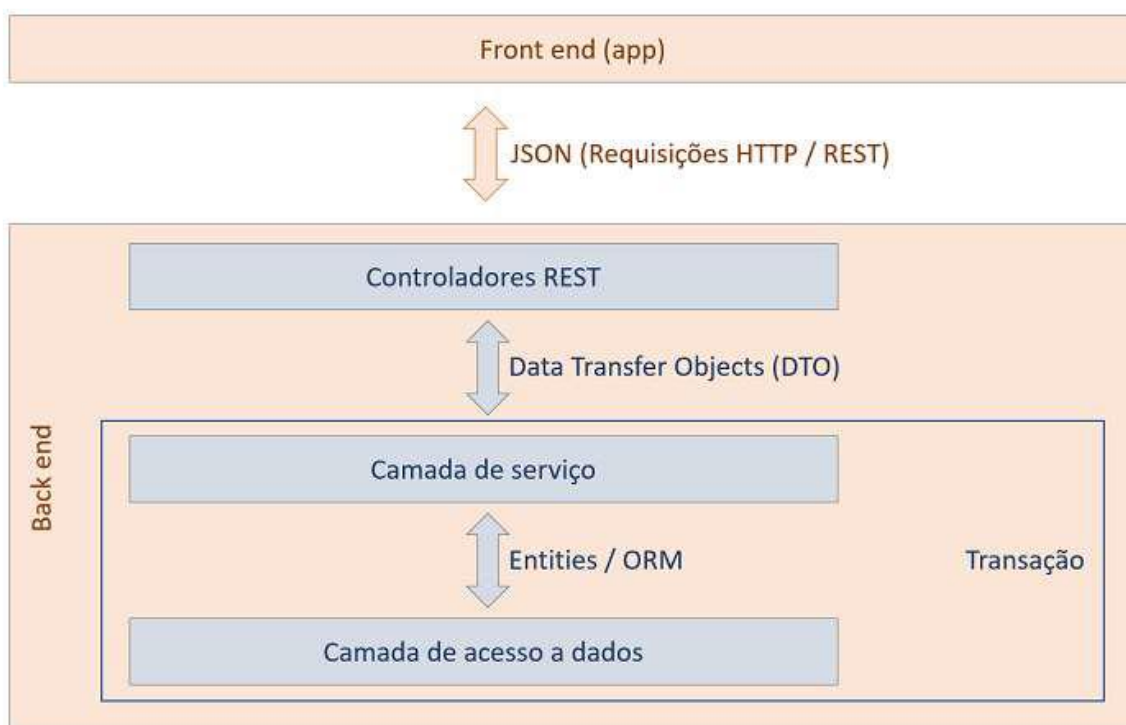 Front end (app)
JSON (Requisições HTTP / REST)
Controladores REST
Data Transfer Objects (DTO)
Back end
Camada de serviço
Entities / ORM
Transação
Camada de acesso a dados